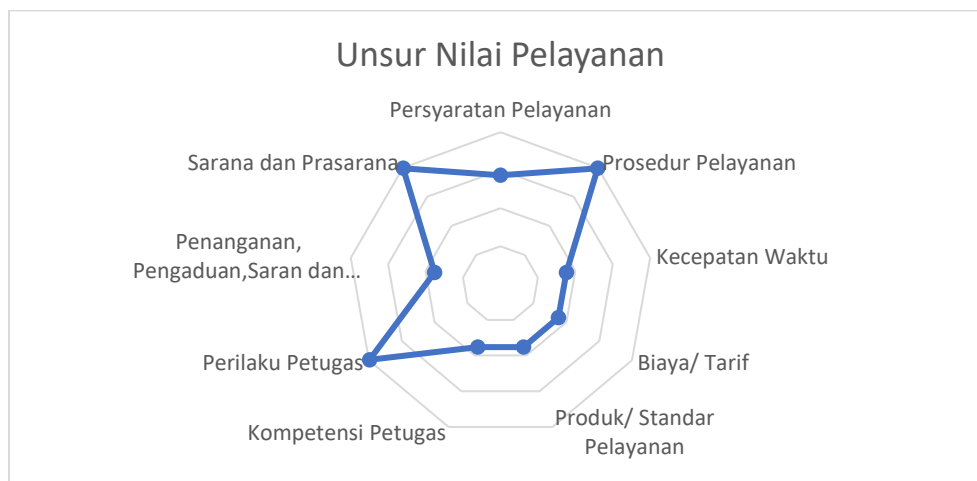 Unsur Nilai Pelayanan
Persyaratan Pelayanan
Prosedur Pelayanan
Kecepatan Waktu
Biaya/ Tarif
Produk/ Standar
Pelayanan
Kompetensi Petugas
Perilaku Petugas
Penanganan,
Pengaduan,Saran dan…
Sarana dan Prasarana